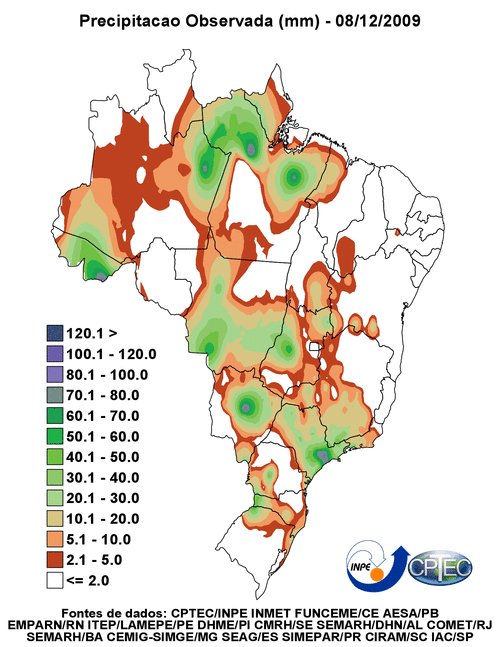 Precipitacao Observada (mm) - 08/12/2009
120.1 >
100.1 - 120.0
80.1 - 100.0
70.1 - 80.0
60.1 - 70.0
50.1 - 60.0
40.1 - 50.0
30.1 - 40.0
20.1 - 30.0
10.1 - 20.0
5.1 - 10.0
2.1 - 5.0
<= 2.0
INPE
CPTEC
Fontes de dados: CPTEC/INPE INMET FUNCEME/CE AESA/PB
EMPARN/RN ITEP/LAMEPE/PE DHME/PI CMRH/SE SEMARH/DHN/AL COMET/RJ
SEMARH/BA CEMIG-SIMGE/MG SEAG/ES SIMEPAR/PR CIRAM/SC IAC/SP